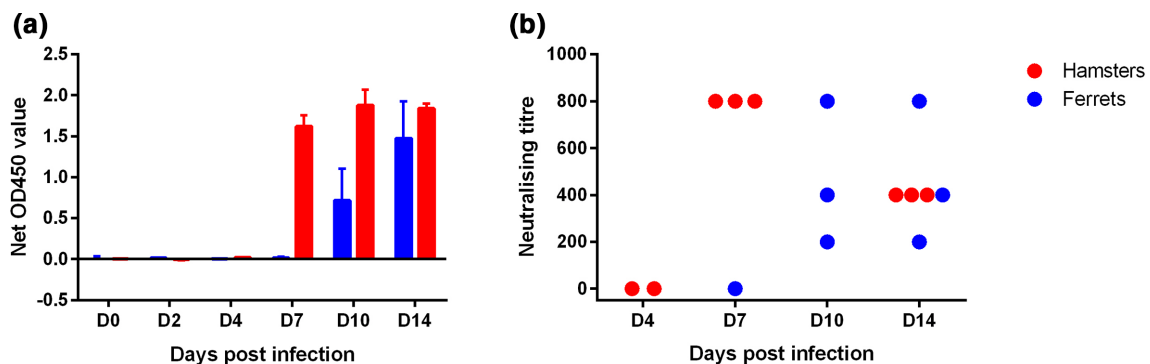 (a)
2.5
2.0
1.5
1.0
0.5
0.0
-0.5
Net OD450 value
D0 D2 D4 D7 D10 D14
Days post infection
(b)
1000
800
600
400
200
0
Neutralising titre
D4 D7 D10 D14
Days post infection
Hamsters
Ferrets